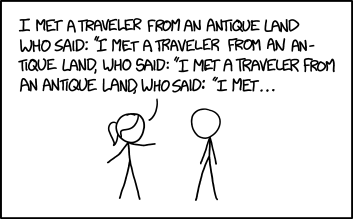 I MET A TRAVELER FROM AN ANTIQUE LAND
WHO SAID: "I MET A TRAVELER FROM AN AN-
TIQUE LAND, WHO SAID: "I MET A TRAVELER FROM
AN ANTIQUE LAND, WHO SAID: "I MET...